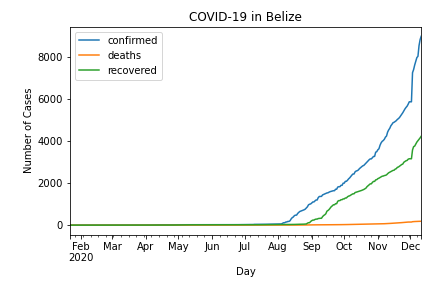 COVID-19 in Belize
confirmed
deaths
recovered
Number of Cases
8000
6000
4000
2000
0
Feb Mar Apr May Jun Jul Aug Sep Oct Nov Dec
2020
Day